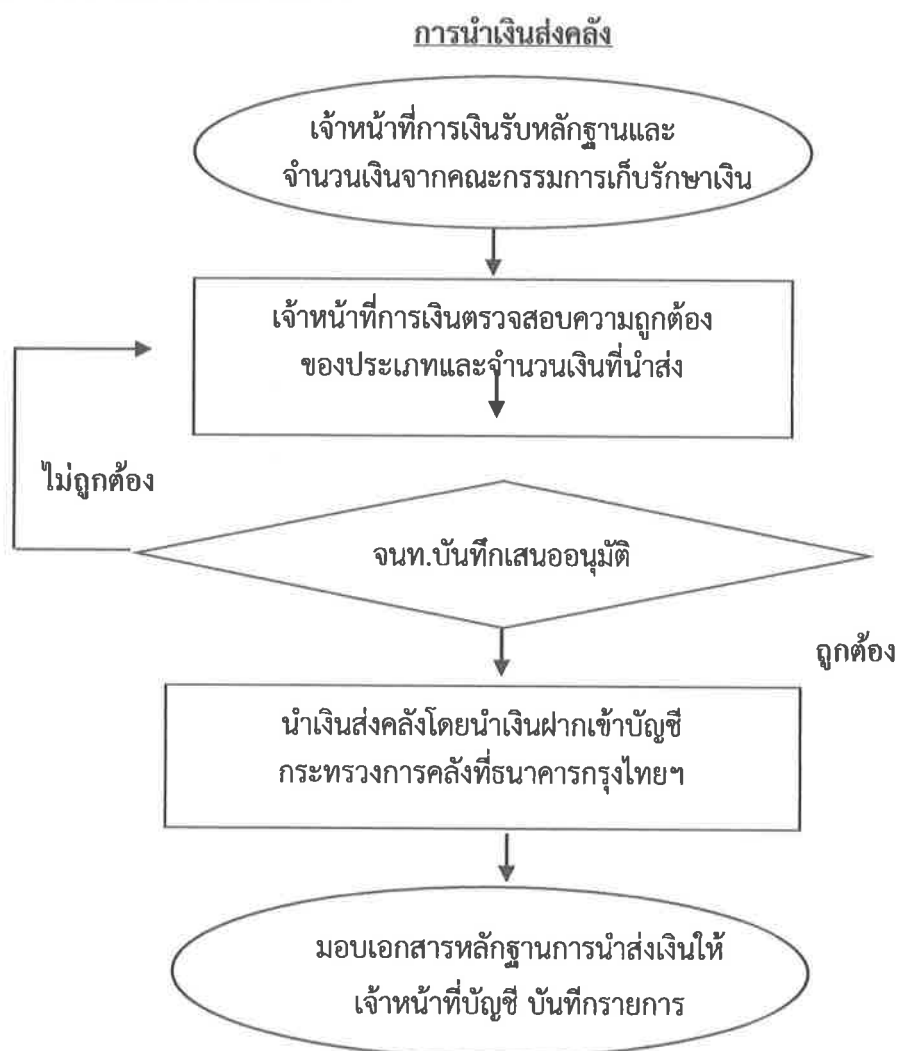 การนำเงินส่งคลัง
เจ้าหน้าที่การเงินรับหลักฐานและ
จำนวนเงินจากคณะกรรมการเก็บรักษาเงิน
เจ้าหน้าที่การเงินตรวจสอบความถูกต้อง
ของประเภทและจำนวนเงินที่นำส่ง
ไม่ถูกต้อง
จนท.บันทึกเสนออนุมัติ
ถูกต้อง
นำเงินส่งคลังโดยนำเงินฝากเข้าบัญชี
กระทรวงการคลังที่ธนาคารกรุงไทยฯ
มอบเอกสารหลักฐานการนำส่งเงินให้
เจ้าหน้าที่บัญชี บันทึกรายการ